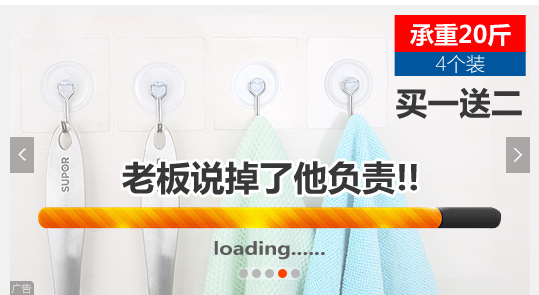 承重20斤
4个装
买一送二
SUPOR
SUPOR
老板说掉了他负责!!
loading......
广告